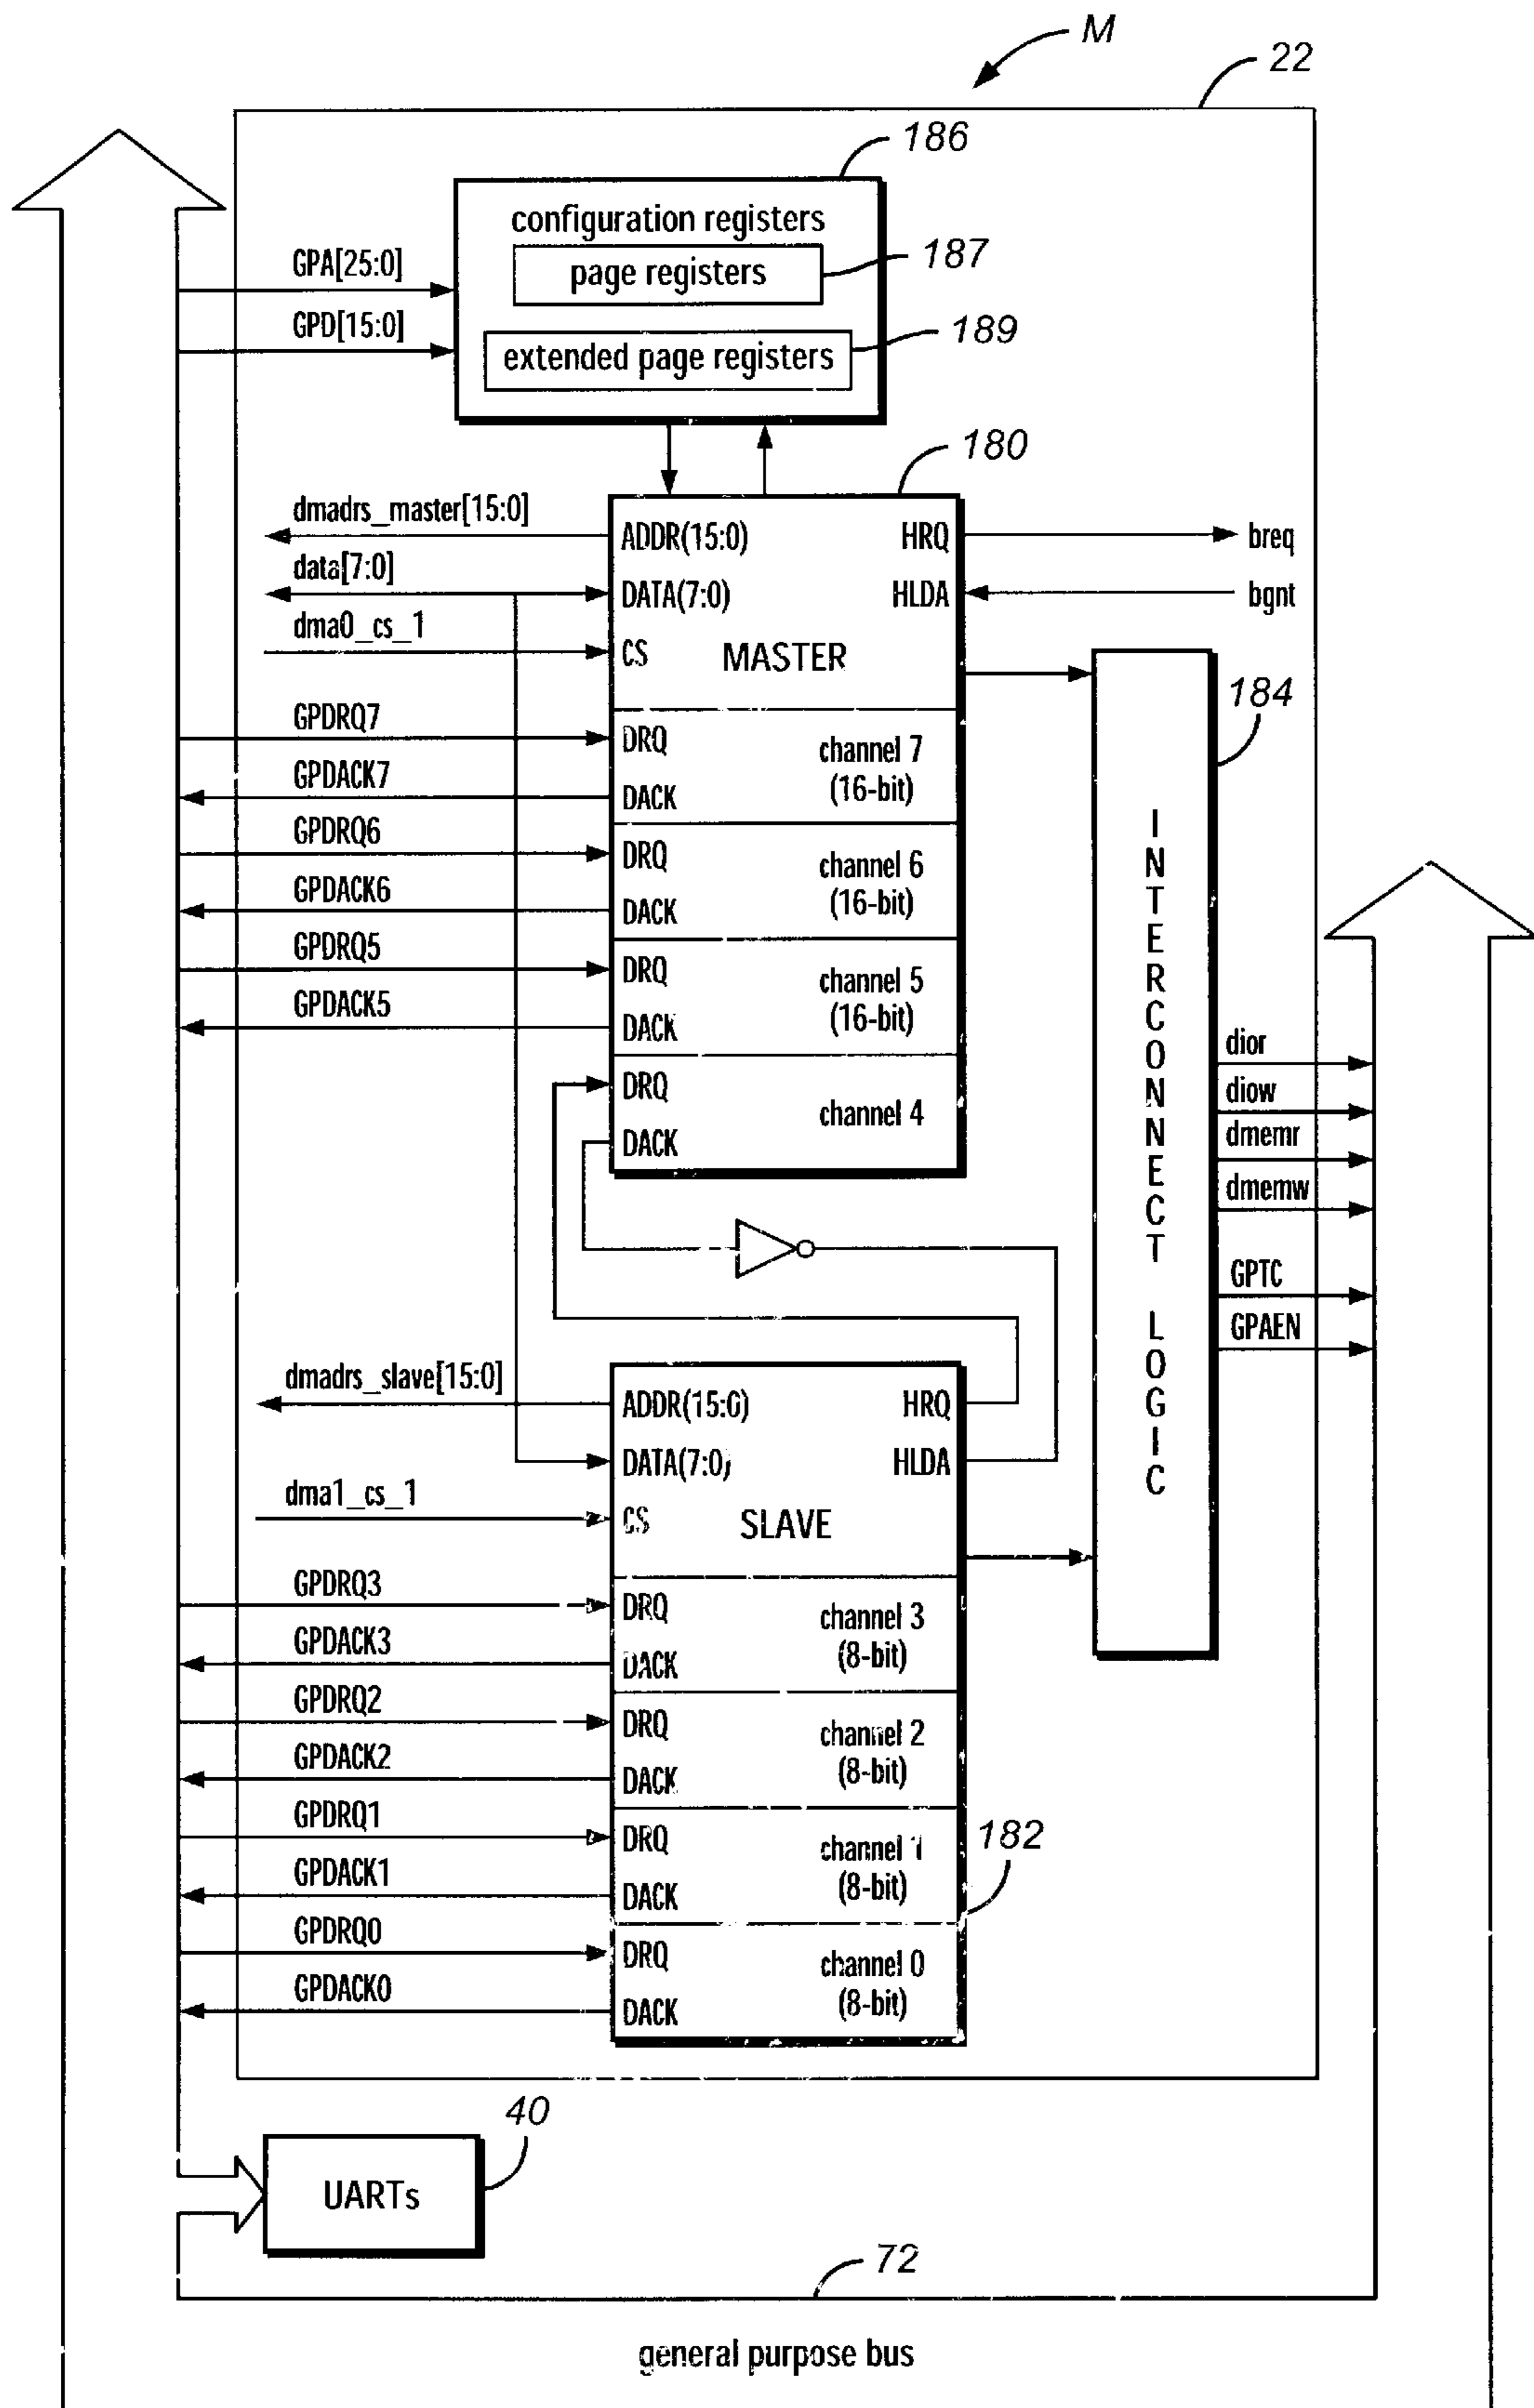 M
22
186
configuration registers
187
page registers
189
extended page registers
GPA[25:0]
GPD[15:0]
180
dmadrs_master[15:0]
ADDR(15:0)
HRQ
breq
data[7:0]
DATA(7:0)
HLDA
bgnt
dma0_cs_1
CS
MASTER
184
GPDRQ7
DRQ
channel 7
(16-bit)
GPDACK7
DACK
GPDRQ6
DRQ
channel 6
(16-bit)
GPDACK6
DACK
GPDRQ5
DRQ
channel 5
(16-bit)
GPDACK5
DACK
DRQ
channel 4
DACK
INTERCONNECT LOGIC
dior
diow
dmemr
dmemw
GPTC
GPAEN
dmadrs_slave[15:0]
ADDR(15:0)
HRQ
DATA(7:0)
HLDA
dma1_cs_1
CS
SLAVE
GPDRQ3
DRQ
channel 3
(8-bit)
GPDACK3
DACK
GPDRQ2
DRQ
channel 2
(8-bit)
GPDACK2
DACK
GPDRQ1
DRQ
channel 1
(8-bit)
182
GPDACK1
DACK
GPDRQ0
DRQ
channel 0
(8-bit)
GPDACK0
DACK
40
UARTs
72
general purpose bus